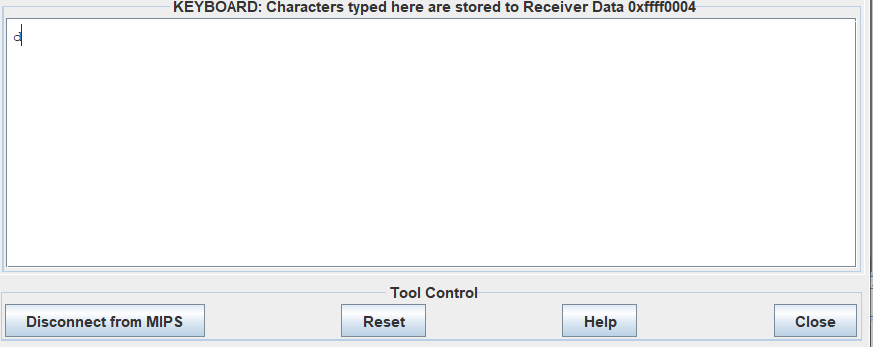 KEYBOARD: Characters typed here are stored to Receiver Data 0xffff0004
d
Tool Control
Disconnect from MIPS
Reset
Help
Close